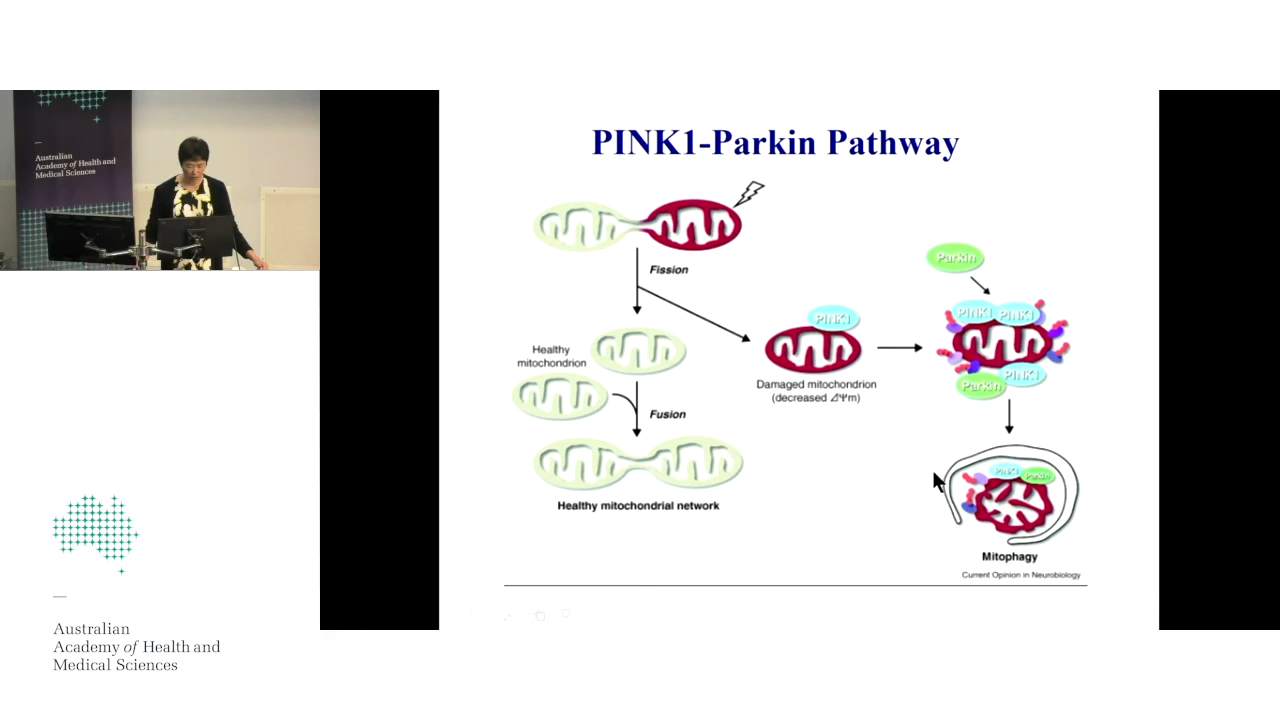 Australian
Academy of Health and
Medical Sciences
PINK1-Parkin Pathway
Fission
Parkin
PINK1
PINK1
PINK1
Healthy
mitochondrion
Damaged mitochondrion
(decreased ΔΨm)
Parkin
PINK1
Fusion
PINK1
Parkin
Healthy mitochondrial network
Mitophagy
Current Opinion in Neurobiology
Australian
Academy of Health and
Medical Sciences